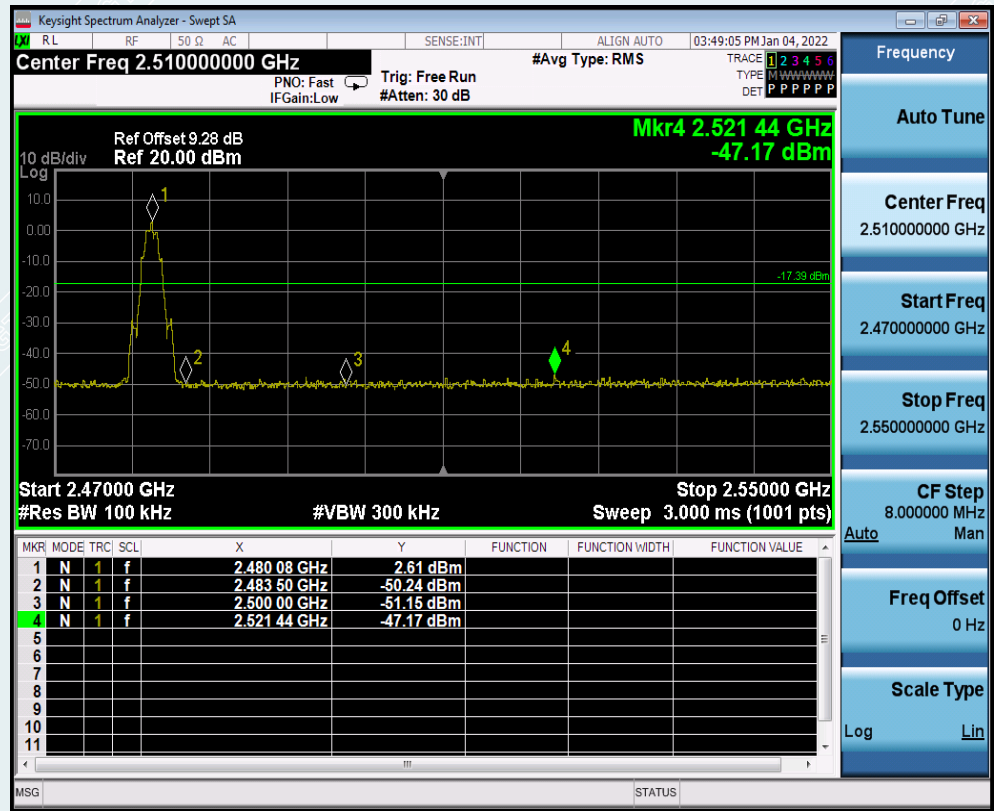 Keysight Spectrum Analyzer - Swept SA
LXI RL RF 50 Ω AC SENSE:INT ALIGN AUTO 03:49:05 PM Jan 04, 2022
Center Freq 2.510000000 GHz
PNO: Fast
IFGain:Low
Trig: Free Run
#Atten: 30 dB
#Avg Type: RMS
TRACE 1 2 3 4 5 6
TYPE M WWWWW
DET P P P P P P
Mkr4 2.521 44 GHz
-47.17 dBm
Ref Offset 9.28 dB
10 dB/div Ref 20.00 dBm
Log
10.0
0.00
-10.0
-20.0
-30.0
-40.0
-50.0
-60.0
-70.0
1
2
3
4
-17.39 dBm
Start 2.47000 GHz Stop 2.55000 GHz
#Res BW 100 kHz #VBW 300 kHz Sweep 3.000 ms (1001 pts)
MKR MODE TRC SCL X Y FUNCTION FUNCTION WIDTH FUNCTION VALUE
1 N 1 f 2.480 08 GHz 2.61 dBm
2 N 1 f 2.483 50 GHz -50.24 dBm
3 N 1 f 2.500 00 GHz -51.15 dBm
4 N 1 f 2.521 44 GHz -47.17 dBm
5
6
7
8
9
10
11
MSG STATUS
Frequency
Auto Tune
Center Freq
2.510000000 GHz
Start Freq
2.470000000 GHz
Stop Freq
2.550000000 GHz
CF Step
8.000000 MHz
Auto Man
Freq Offset
0 Hz
Scale Type
Log Lin